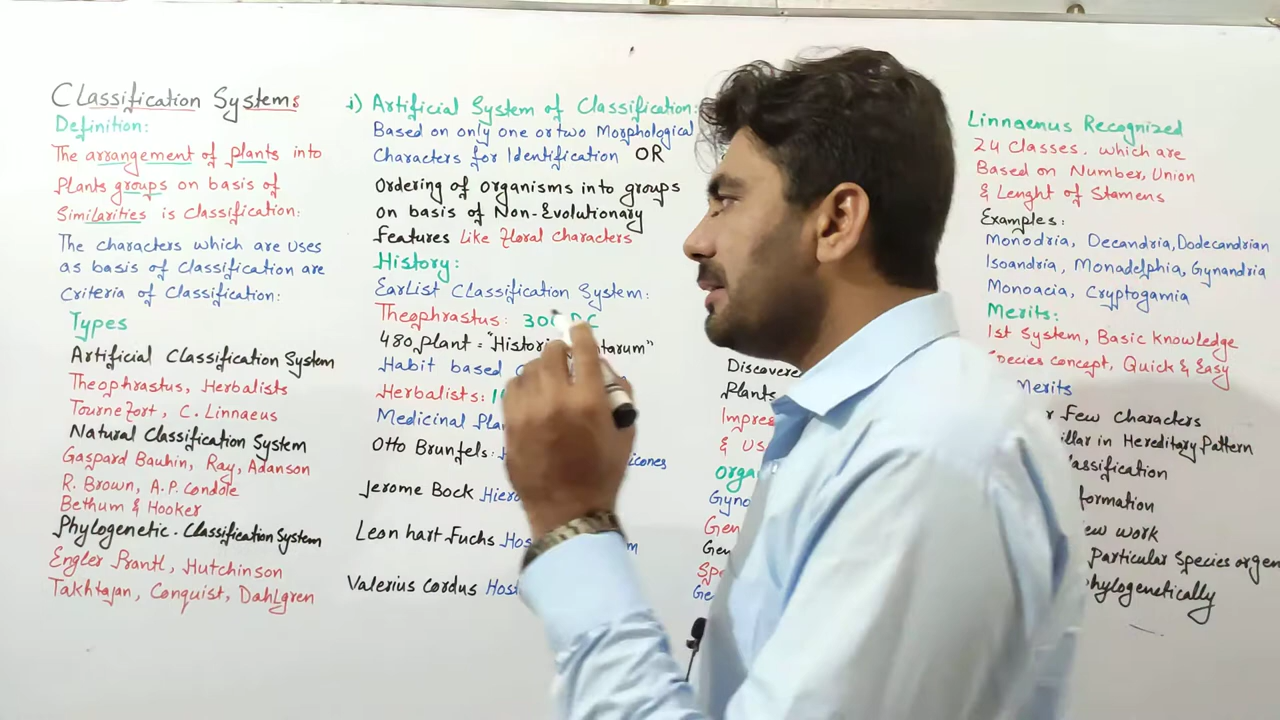 Classification Systems
Definition:
The arrangement of plants into
plants groups on basis of
Similarities is classification:
The characters which are uses
as basis of classification are
criteria of classification:
Types
Artificial Classification System
Theophrastus, Herbalists
Tournefort, C. Linnaeus
Natural Classification System
Gaspard Bauhin, Ray, Adanson
R. Brown, A.P. Condole
Bethum & Hooker
Phylogenetic Classification System
Engler Prantl, Hutchinson
Takhtajan, Conquist, Dahlgren
i) Artificial System of Classification:
Based on only one or two Morphological
Characters for Identification OR
Ordering of organisms into groups
on basis of Non-Evolutionary
features Like floral characters
History:
EarList Classification System:
Theophrastus:
480 plant =
Habit based
Herbalists:
Medicinal
Otto Brunfels:
Jerome Bock
Leon hart Fuchs
Valerius Cordus
Plants
& 
Linnaenus Recognized
24 Classes. which are
Based on Number, Union
& Lenght of Stamens
Examples:
Monodria, Decandria, Dodecandrian
Isoandria, Monadelphia, Gynandria
Monoacia, Cryptogamia
Merits:
1st System, Basic Knowledge
Species concept, Quick & Easy
Merits
Few characters
in Hereditary Pattern
work
Particular Species